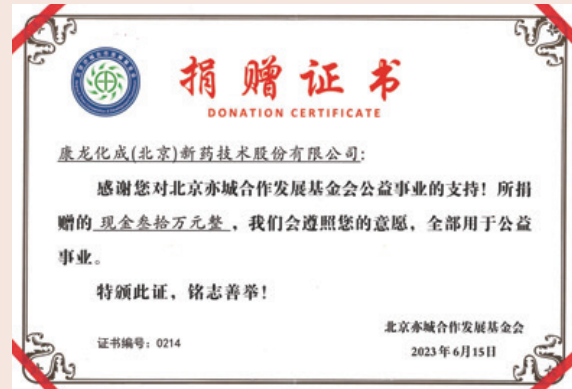 捐赠证书
DONATION CERTIFICATE
康龙化成(北京)新药技术股份有限公司:
感谢您对北京亦城合作发展基金会公益事业的支持！所捐
赠的 现金叁拾万元整 ，我们会遵照您的意愿，全部用于公益
事业。
特颁此证，铭志善举！
北京亦城合作发展基金会
证书编号：0214
2023年6月15日